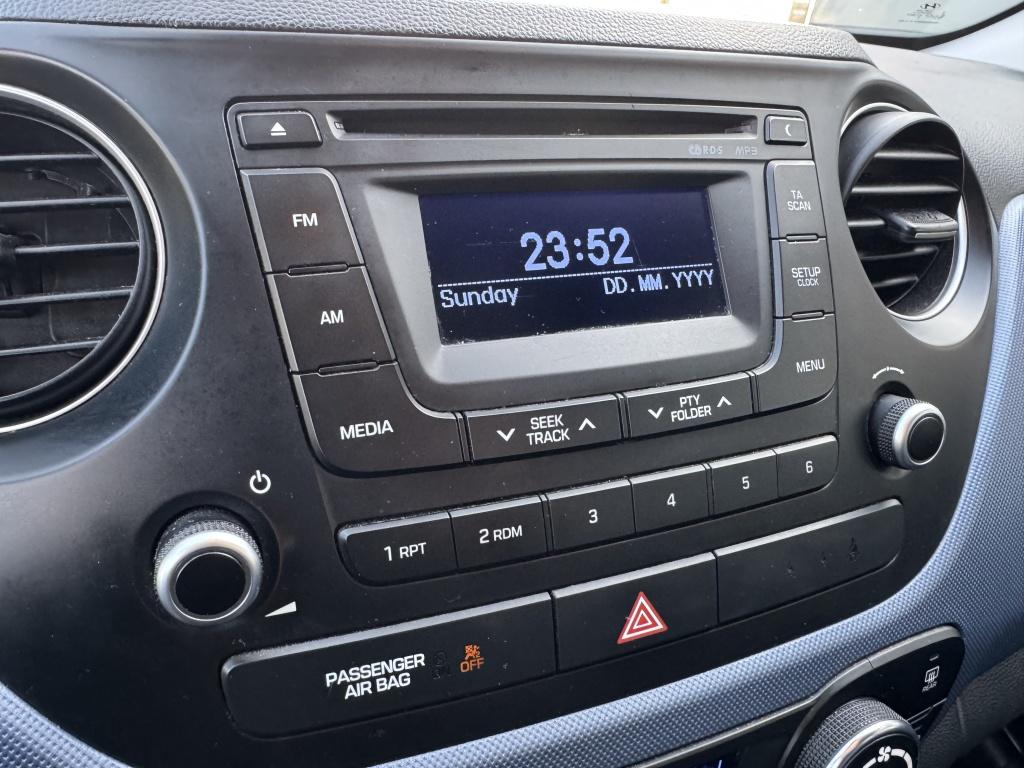 RDS MP3
FM
TA
SCAN
23:52
Sunday DD.MM.YYYY
SETUP
CLOCK
AM
MENU
MEDIA
SEEK
TRACK
PTY
FOLDER
1 RPT
2 RDM
3
4
5
6
PASSENGER
AIR BAG
OFF
REAR